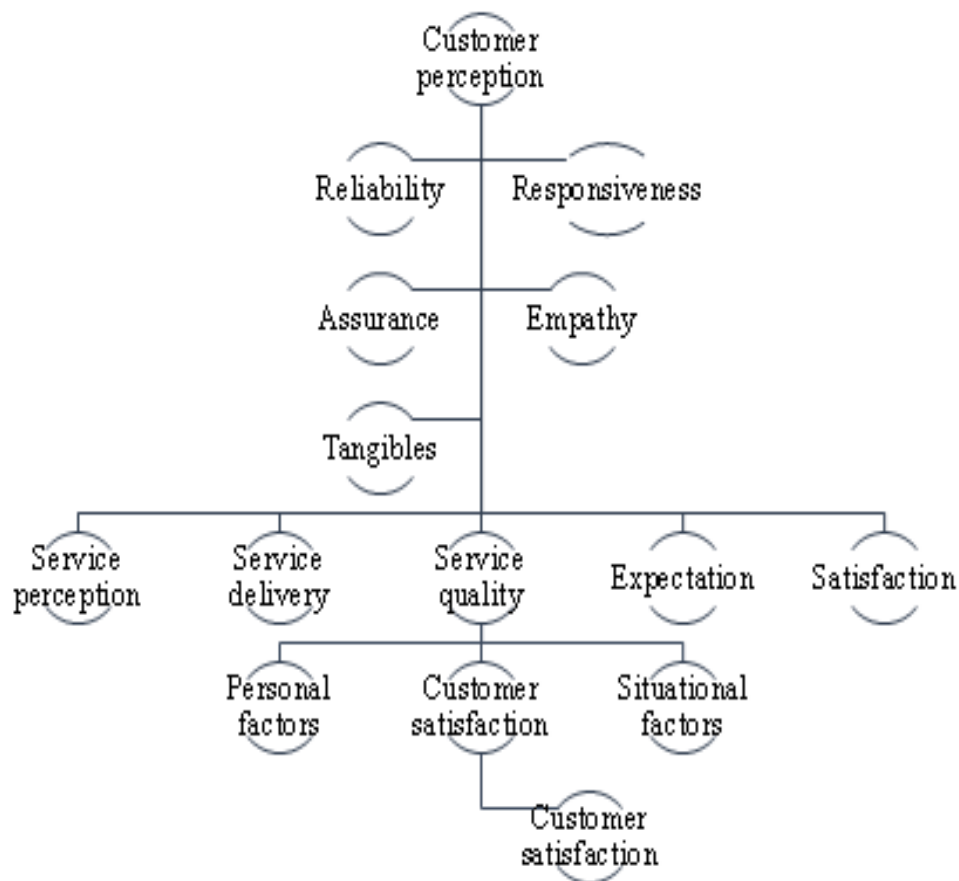 Customer
perception
Reliability
Responsiveness
Assurance
Empathy
Tangibles
Service
perception
Service
delivery
Service
quality
Expectation
Satisfaction
Personal
factors
Customer
satisfaction
Situational
factors
Customer
satisfaction